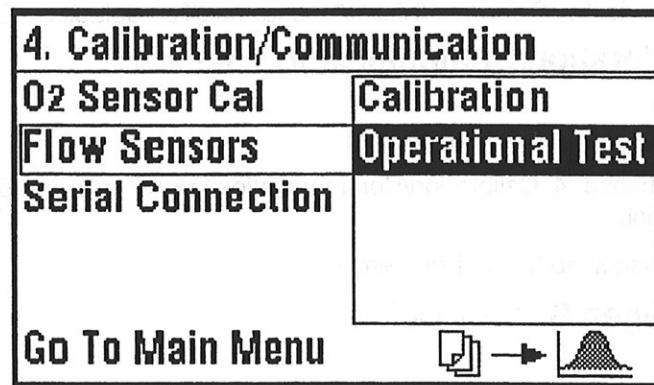 4. Calibration/Communication
O2 Sensor Cal
Calibration
Flow Sensors
Operational Test
Serial Connection
Go To Main Menu